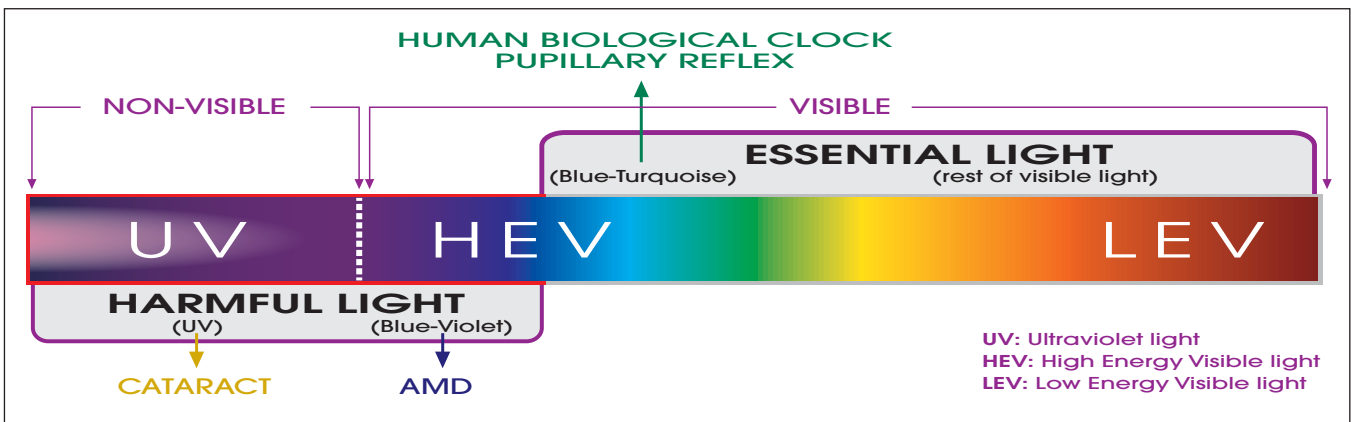 HUMAN BIOLOGICAL CLOCK
PUPILLARY REFLEX
NON-VISIBLE
VISIBLE
ESSENTIAL LIGHT
(Blue-Turquoise) (rest of visible light)
UV HEV LEV
HARMFUL LIGHT
(UV) (Blue-Violet)
CATARACT AMD
UV: Ultraviolet light
HEV: High Energy Visible light
LEV: Low Energy Visible light